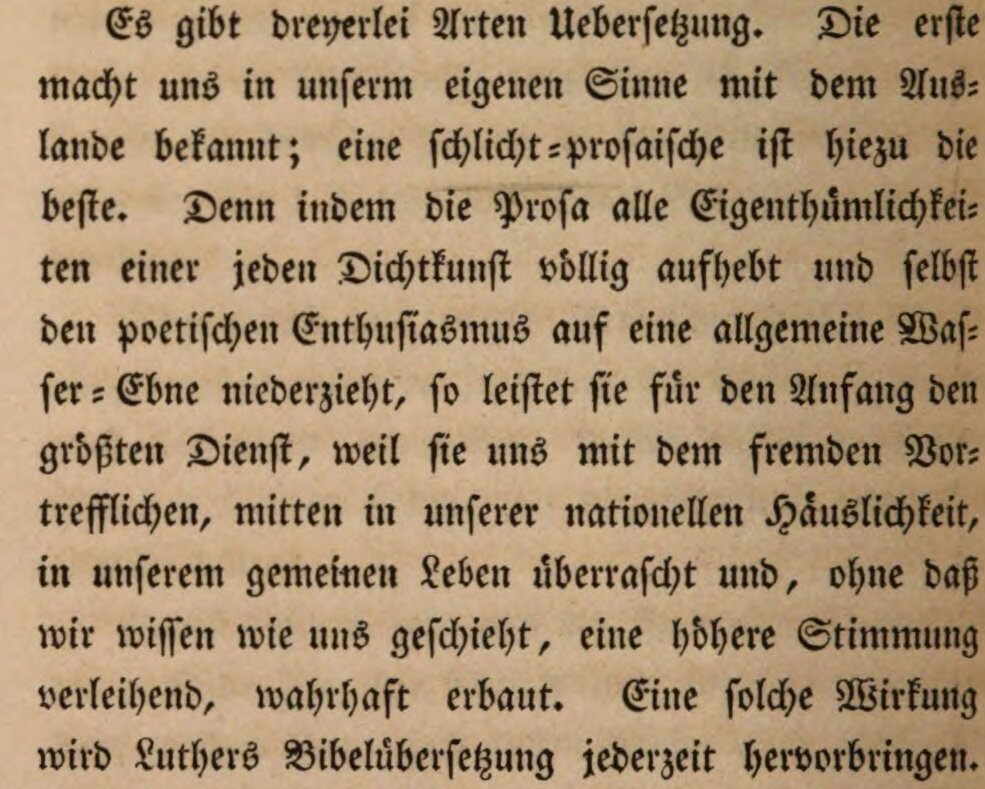 Es gibt dreyerlei Arten Uebersetzung. Die erste
macht uns in unserm eigenen Sinne mit dem Aus-
lande bekannt; eine schlicht-prosaische ist hiezu die
beste. Denn indem die Prosa alle Eigenthümlichkei-
ten einer jeden Dichtkunst völlig aufhebt und selbst
den poetischen Enthusiasmus auf eine allgemeine Was-
ser-Ebne niederzieht, so leistet sie für den Anfang den
größten Dienst, weil sie uns mit dem fremden Vor-
trefflichen, mitten in unserer nationellen Häuslichkeit,
in unserem gemeinen Leben überrascht und, ohne daß
wir wissen wie uns geschieht, eine höhere Stimmung
verleihend, wahrhaft erbaut. Eine solche Wirkung
wird Luthers Bibelübersetzung jederzeit hervorbringen.